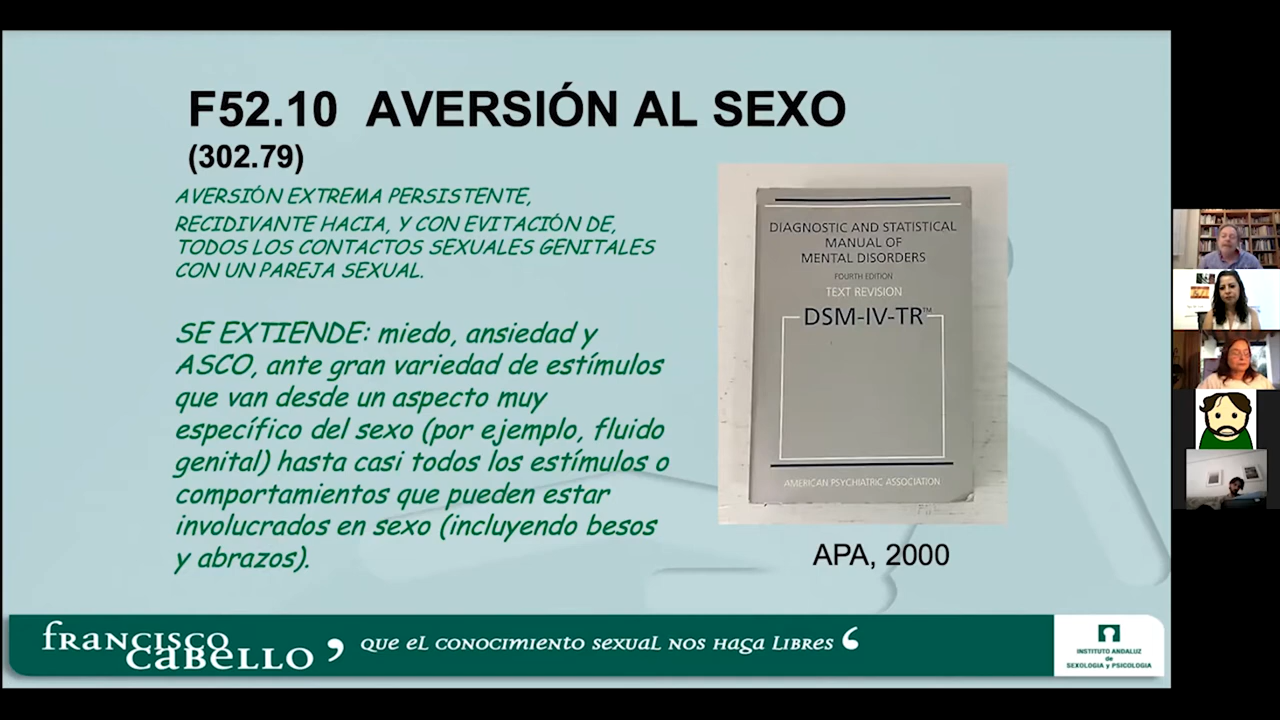 F52.10 AVERSIÓN AL SEXO
(302.79)
AVERSIÓN EXTREMA PERSISTENTE,
RECIDIVANTE HACIA, Y CON EVITACIÓN DE,
TODOS LOS CONTACTOS SEXUALES GENITALES
CON UN PAREJA SEXUAL.
SE EXTIENDE: miedo, ansiedad y
ASCO, ante gran variedad de estímulos
que van desde un aspecto muy
específico del sexo (por ejemplo, fluido
genital) hasta casi todos los estímulos o
comportamientos que pueden estar
involucrados en sexo (incluyendo besos
y abrazos).
DIAGNOSTIC AND STATISTICAL
MANUAL OF
MENTAL DISORDERS
FOURTH EDITION
TEXT REVISION
DSM-IV-TR™
AMERICAN PSYCHIATRIC ASSOCIATION
APA, 2000
francisco
cabello
, que el conocimiento sexual nos haga libres ‘
INSTITUTO ANDALUZ
de
SEXOLOGIA y PSICOLOGIA